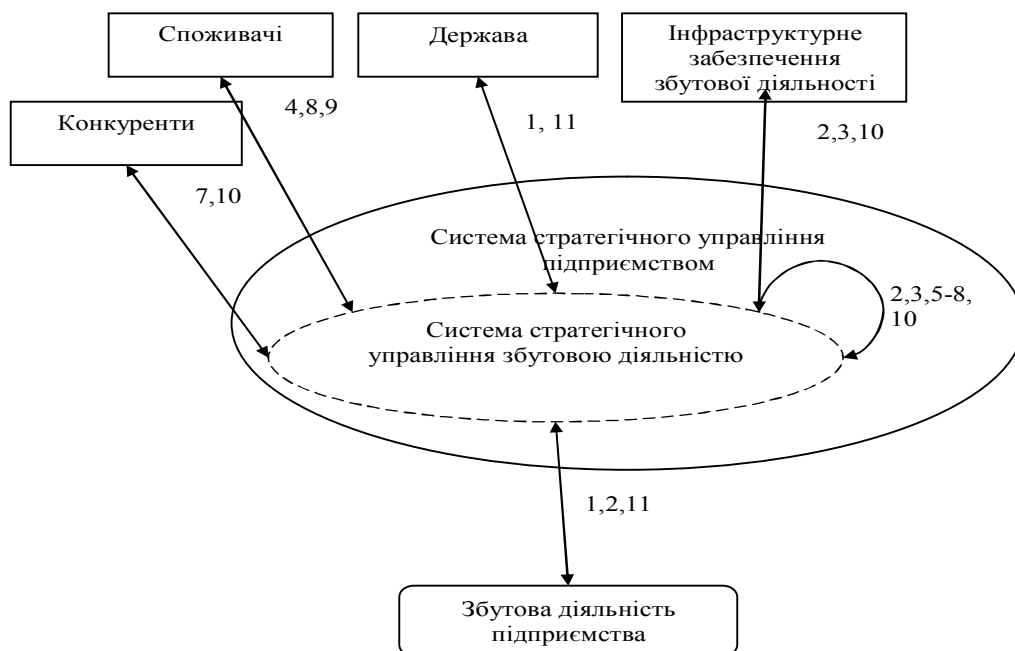 Споживачі
Держава
Інфраструктурне
забезпечення
збутової діяльності
Конкуренти
4,8,9
1, 11
2,3,10
7,10
Система стратегічного управління
підприємством
2,3,5-8,
10
Система стратегічного
управління збутовою діяльністю
1,2,11
Збутова діяльність
підприємства